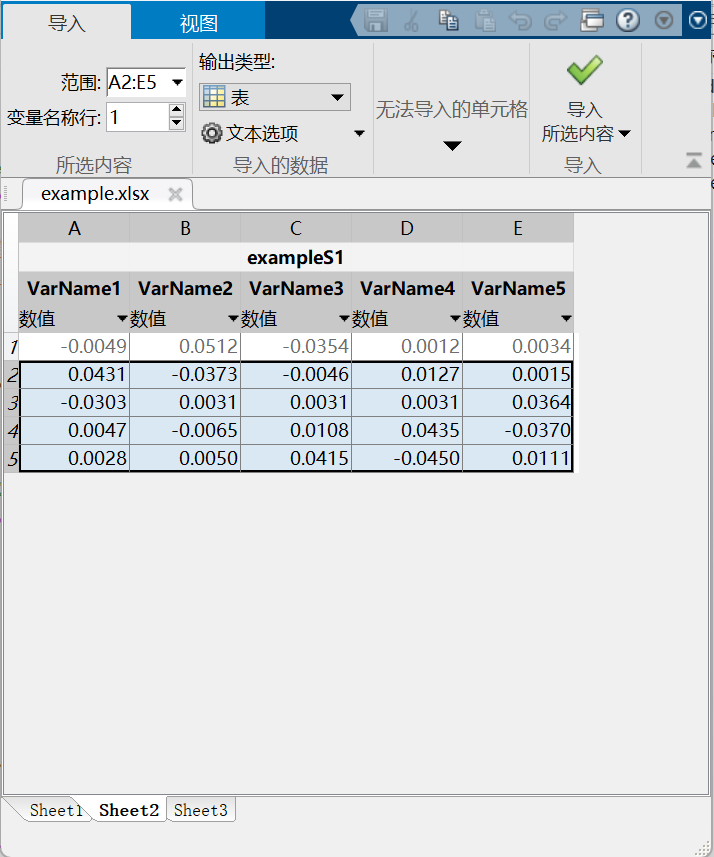 导入 视图
范围: A2:E5
变量名称行: 1
所选内容
输出类型:
表
文本选项
导入的数据
无法导入的单元格
导入
所选内容
导入
example.xlsx
A B C D E
exampleS1
VarName1 VarName2 VarName3 VarName4 VarName5
数值 数值 数值 数值 数值
1 -0.0049 0.0512 -0.0354 0.0012 0.0034
2 0.0431 -0.0373 -0.0046 0.0127 0.0015
3 -0.0303 0.0031 0.0031 0.0031 0.0364
4 0.0047 -0.0065 0.0108 0.0435 -0.0370
5 0.0028 0.0050 0.0415 -0.0450 0.0111
Sheet1 Sheet2 Sheet3